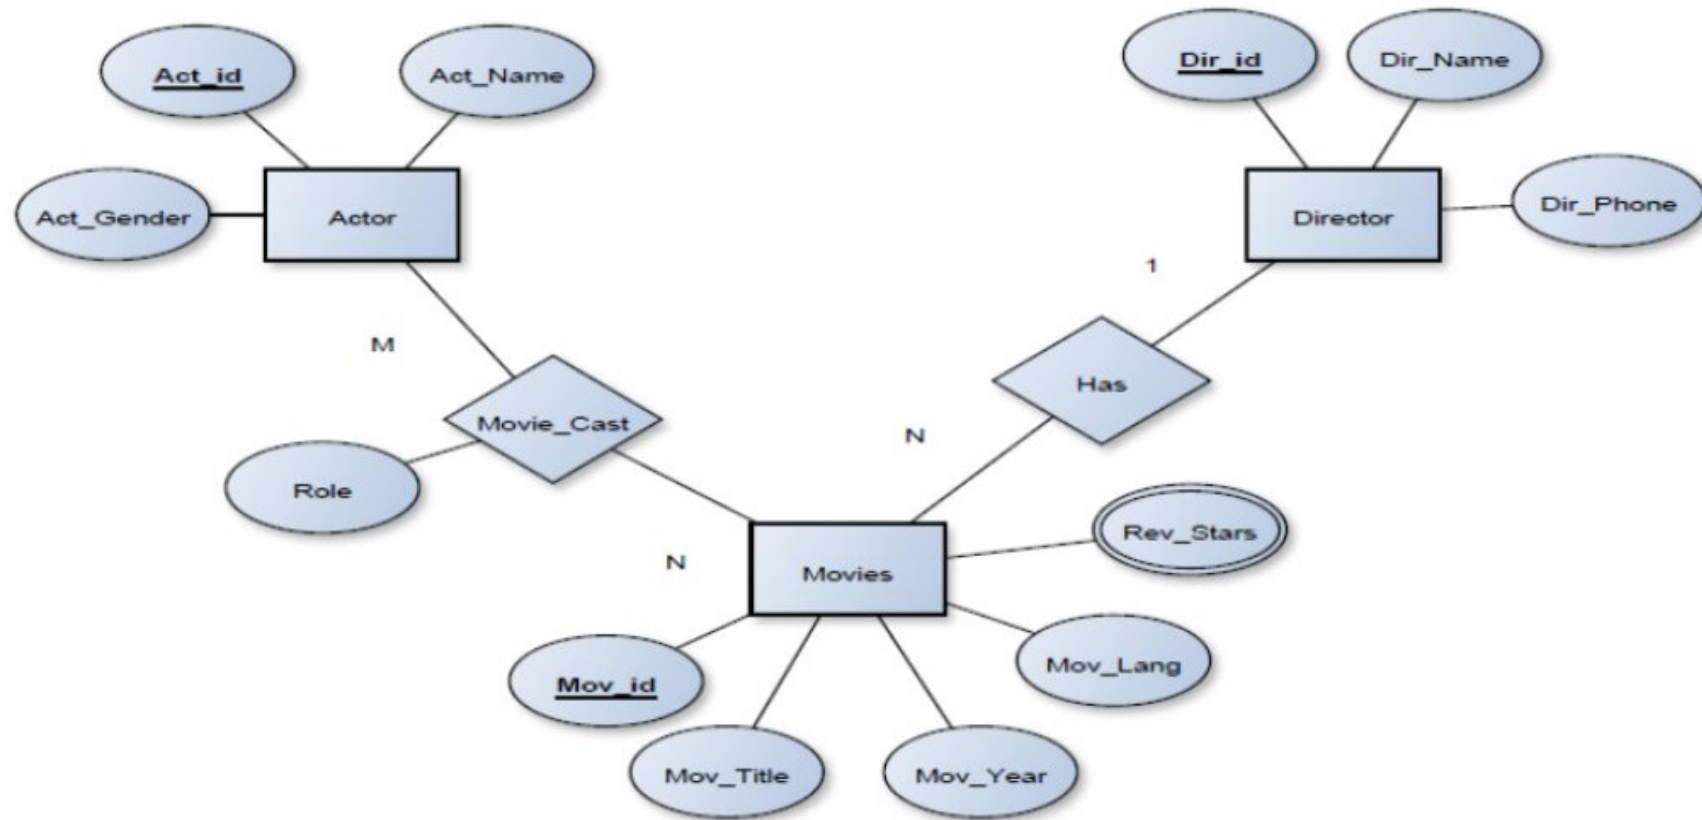 Act_id
Act_Name
Dir_id
Dir_Name
Act_Gender
Actor
Director
Dir_Phone
1
M
Has
Movie_Cast
N
Role
Rev_Stars
N
Movies
Mov_Lang
Mov_id
Mov_Title
Mov_Year